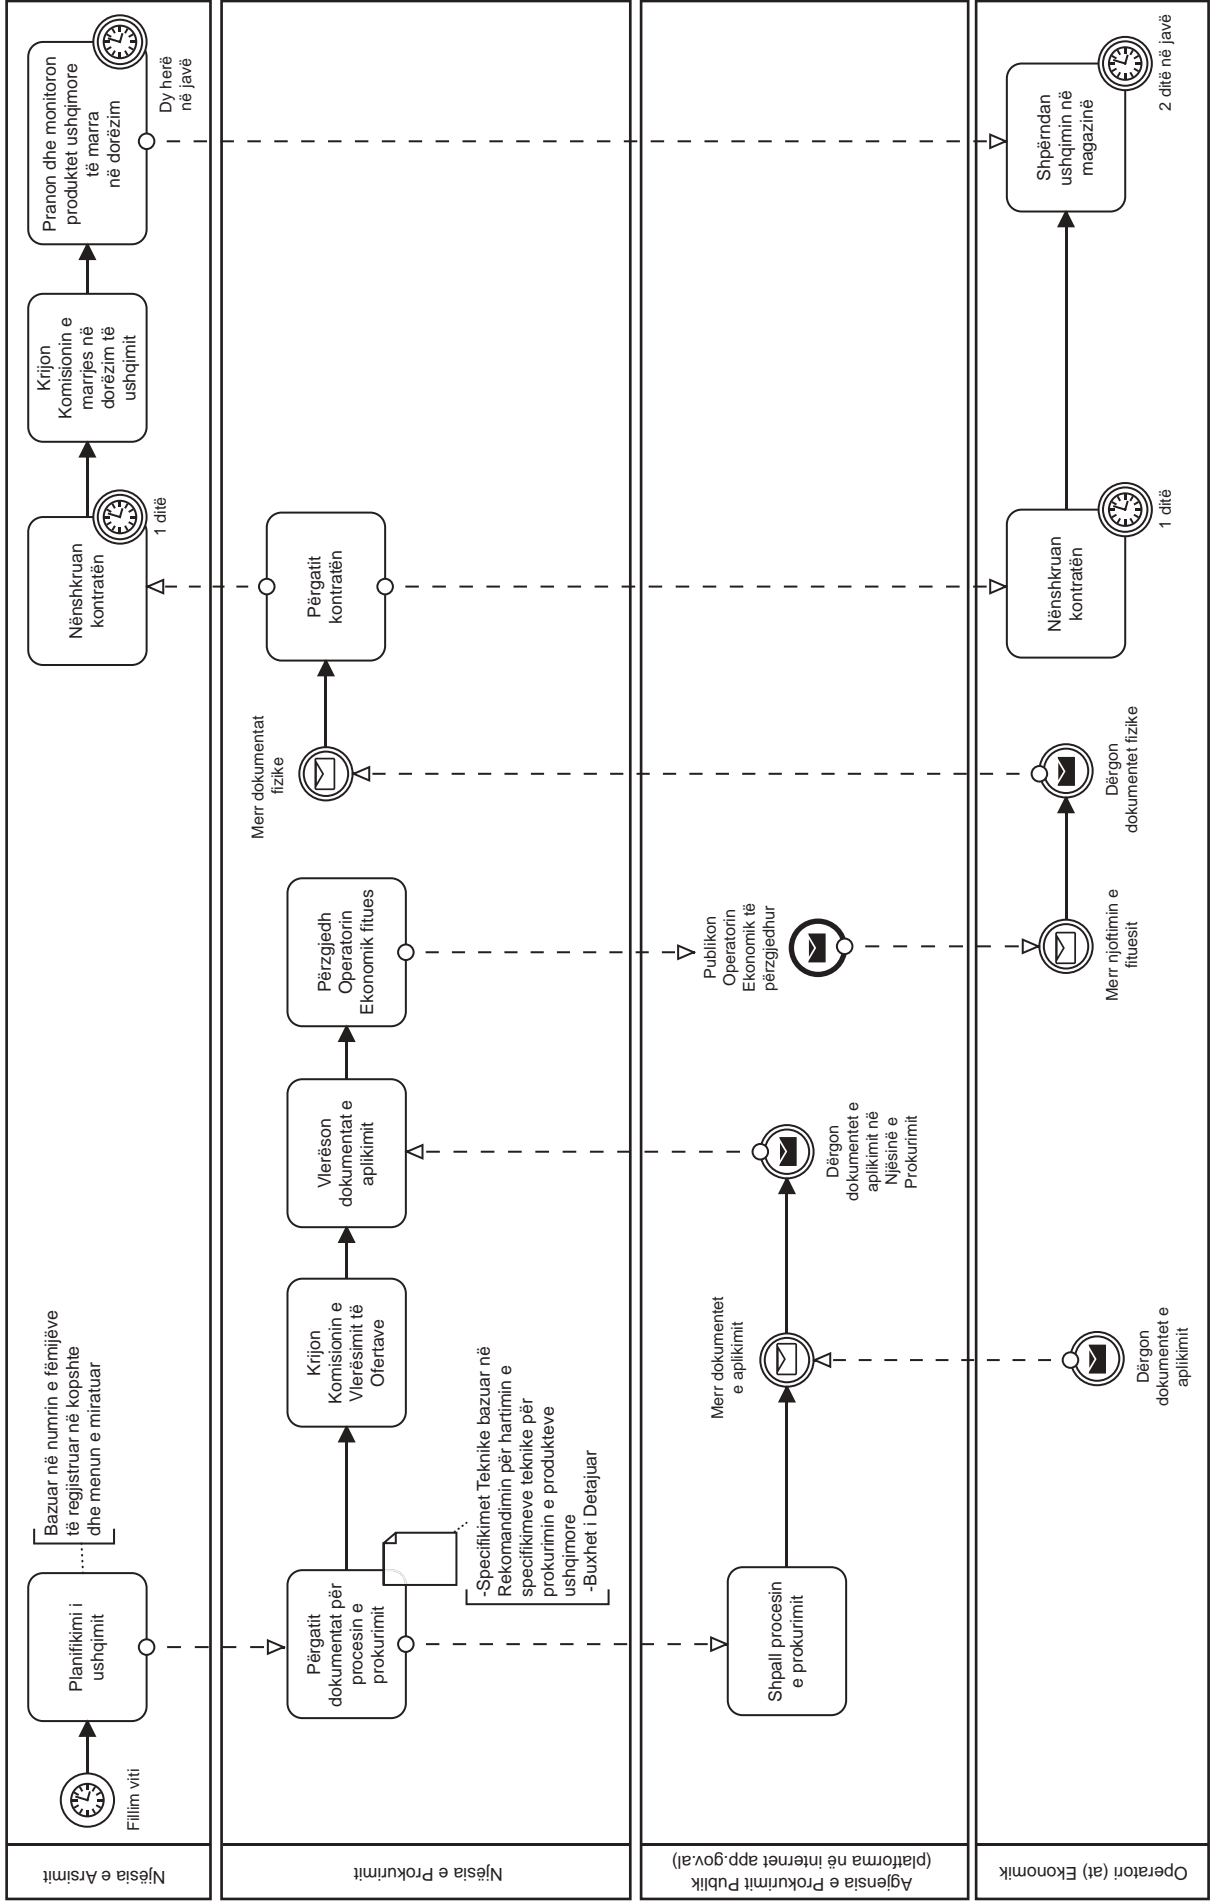 Njësia e Arsimit
Fillim viti
Planifikimi i
ushqimit
Bazuar në numrin e fëmijëve
të regjistruar në kopshte
dhe menun e miratuar
Nënshkruan
kontratën
1 ditë
Krijon
Komisionin e
marrjes në
dorëzim të
ushqimit
Pranon dhe monitoron
produktet ushqimore
të marra
në dorëzim
Dy herë
në javë
Njësia e Prokurimit
Përgatit
dokumentat për
procesin e
prokurimit
-Specifikimet Teknike bazuar në
Rekomandimin për hartimin e
specifikimeve teknike për
prokurimin e produkteve
ushqimore
-Buxhet i Detajuar
Krijon
Komisionin e
Vlerësimit të
Ofertave
Vlerëson
dokumentat e
aplikimit
Përzgjedh
Operatorin
Ekonomik fitues
Merr dokumentat
fizike
Përgatit
kontratën
Agjensia e Prokurimit Publik
(platforma në internet app.gov.al)
Shpall procesin
e prokurimit
Merr dokumentet
e aplikimit
Dërgon
dokumentet e
aplikimit në
Njësinë e
Prokurimit
Publikon
Operatorin
Ekonomik të
përzgjedhur
Operatori (at) Ekonomik
Dërgon
dokumentet e
aplikimit
Merr njoftimin e
fituesit
Dërgon
dokumentet fizike
Nënshkruan
kontratën
1 ditë
Shpërndan
ushqimin në
magazinë
2 ditë në javë